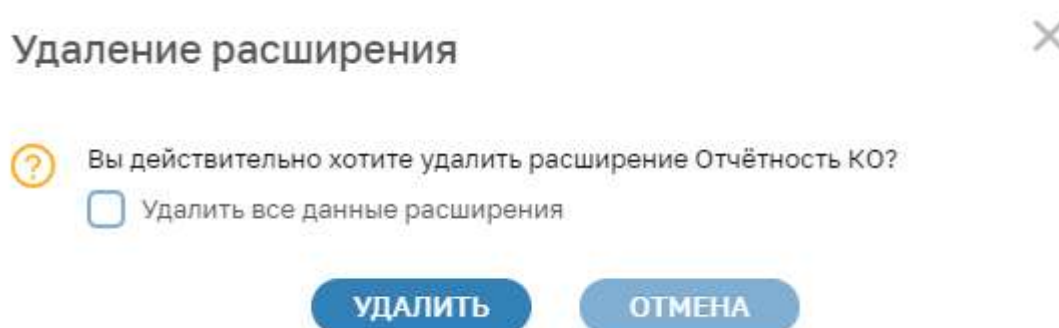 Удаление расширения
Вы действительно хотите удалить расширение Отчётность КО?
Удалить все данные расширения
УДАЛИТЬ ОТМЕНА